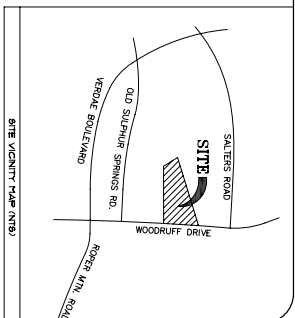 SALTERS ROAD
SITE
OLD SULPHUR SPRINGS RD.
VERDAE BOULEVARD
WOODRUFF DRIVE
ROPER MTN. ROAD
SITE VICINITY MAP (NTS)